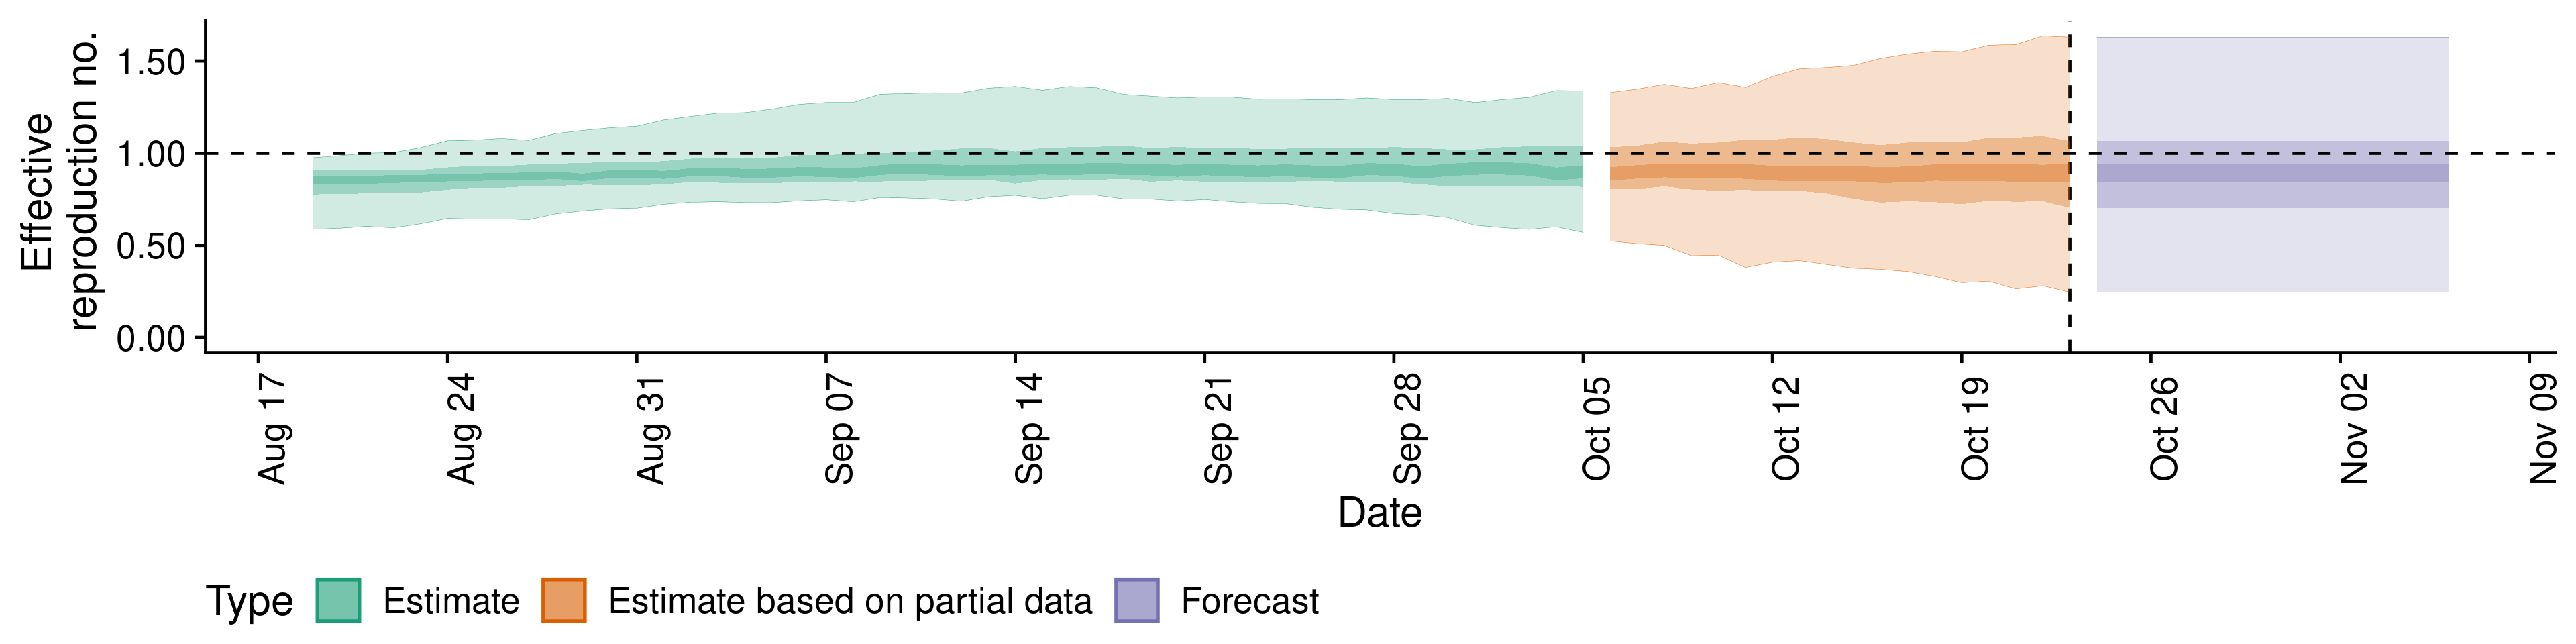 Effective
reproduction no.
1.50
1.00
0.50
0.00
Aug 17
Aug 24
Aug 31
Sep 07
Sep 14
Sep 21
Sep 28
Oct 05
Oct 12
Oct 19
Oct 26
Nov 02
Nov 09
Date
Type
Estimate
Estimate based on partial data
Forecast